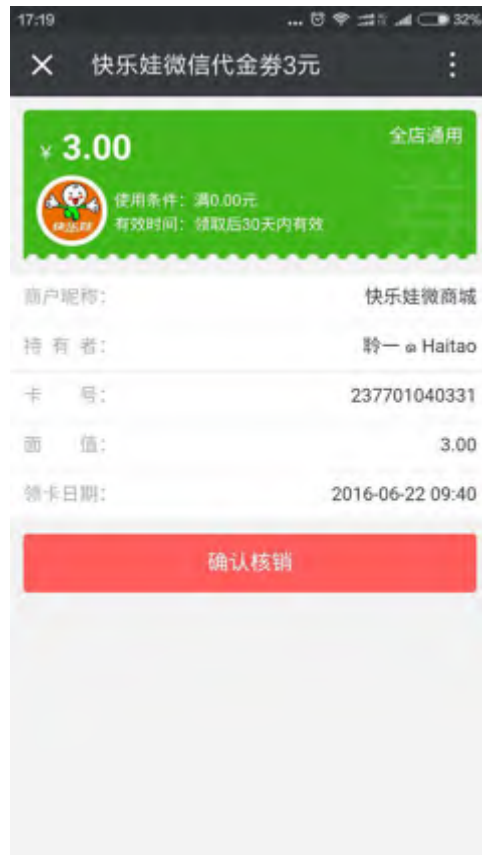 17:19 ... 32%
快乐娃微信代金券3元
¥ 3.00 全店通用
快乐娃
使用条件：满0.00元
有效时间：领取后30天内有效
商户昵称： 快乐娃微商城
持有者： 聆一 ๑ Haitao
卡号： 237701040331
面值： 3.00
领卡日期： 2016-06-22 09:40
确认核销